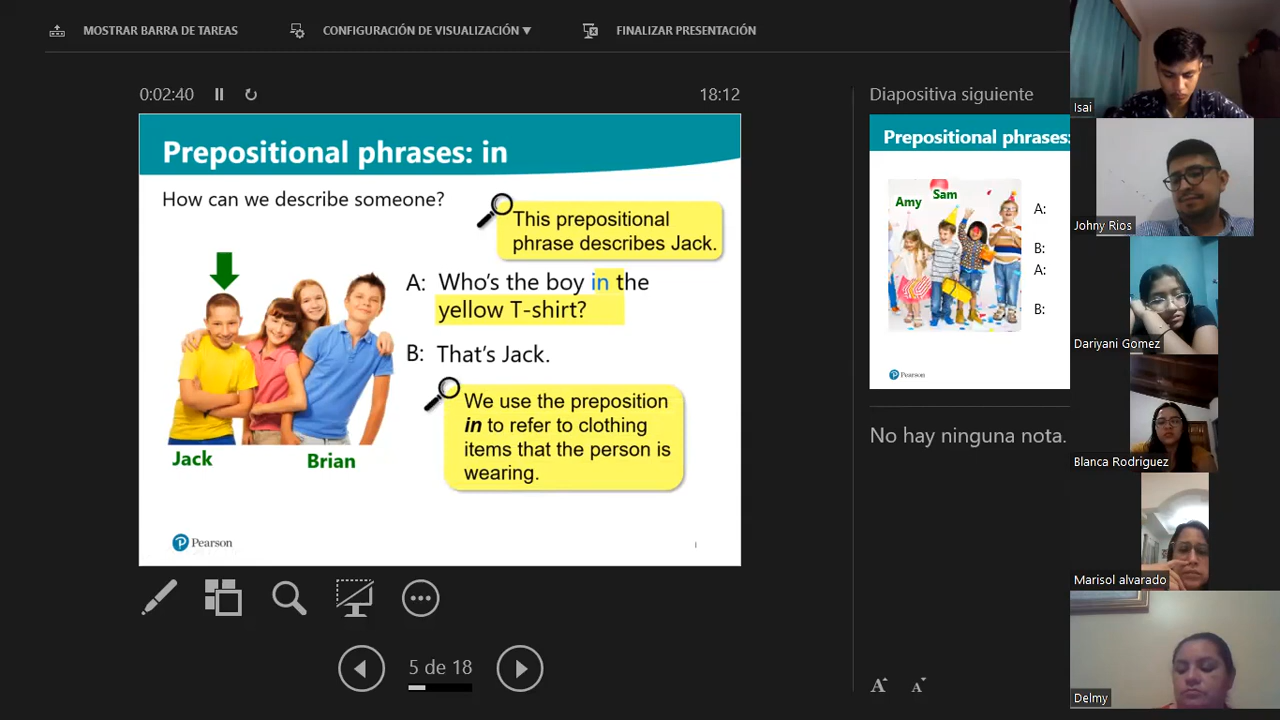 MOSTRAR BARRA DE TAREAS
CONFIGURACIÓN DE VISUALIZACIÓN ▼
FINALIZAR PRESENTACIÓN
0:02:40
18:12
Prepositional phrases: in
How can we describe someone?
This prepositional
phrase describes Jack.
A: Who's the boy in the
yellow T-shirt?
B: That's Jack.
We use the preposition
in to refer to clothing
items that the person is
wearing.
Jack
Brian
Pearson
5 de 18
Diapositiva siguiente
Prepositional phrases:
Amy
Sam
A:
B:
A:
B:
Pearson
No hay ninguna nota.
A A
Isai
Johny Rios
Dariyani Gomez
Blanca Rodriguez
Marisol alvarado
Delmy